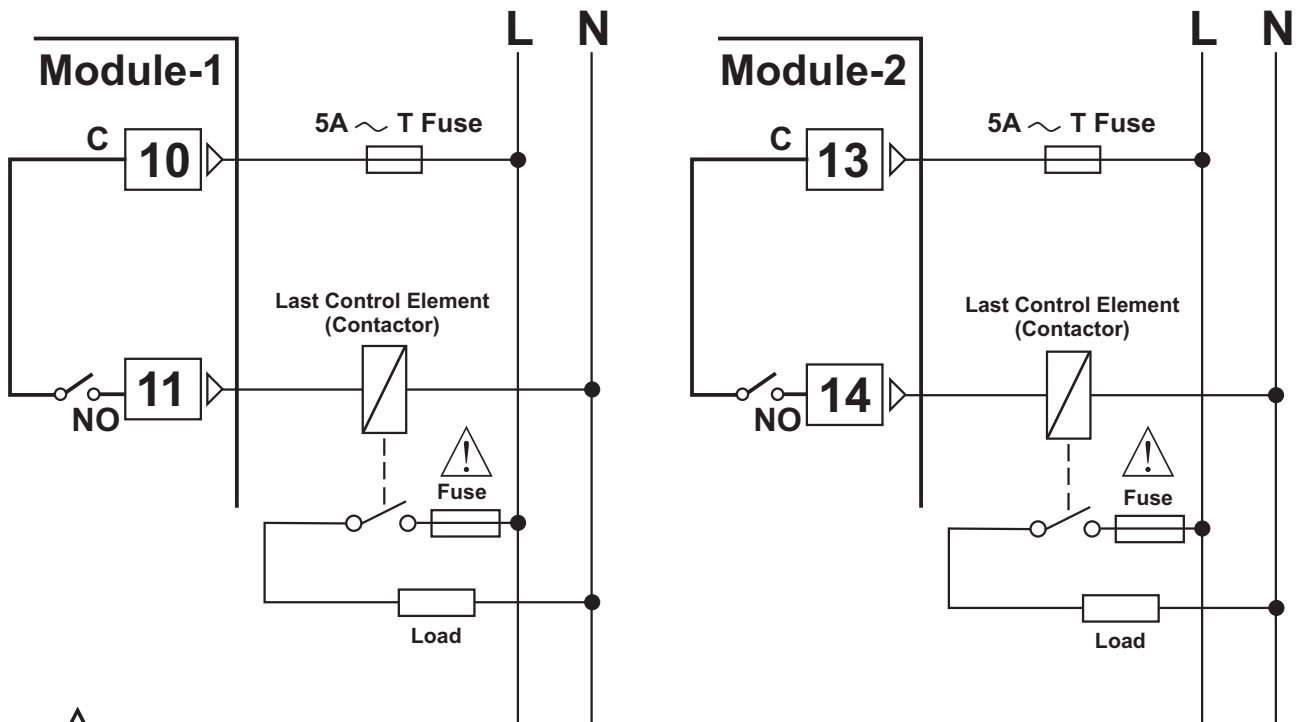 L N
Module-1
5A ~ T Fuse
C
10
Last Control Element
(Contactor)
11
NO
Fuse
Load
L N
Module-2
5A ~ T Fuse
C
13
Last Control Element
(Contactor)
14
NO
Fuse
Load